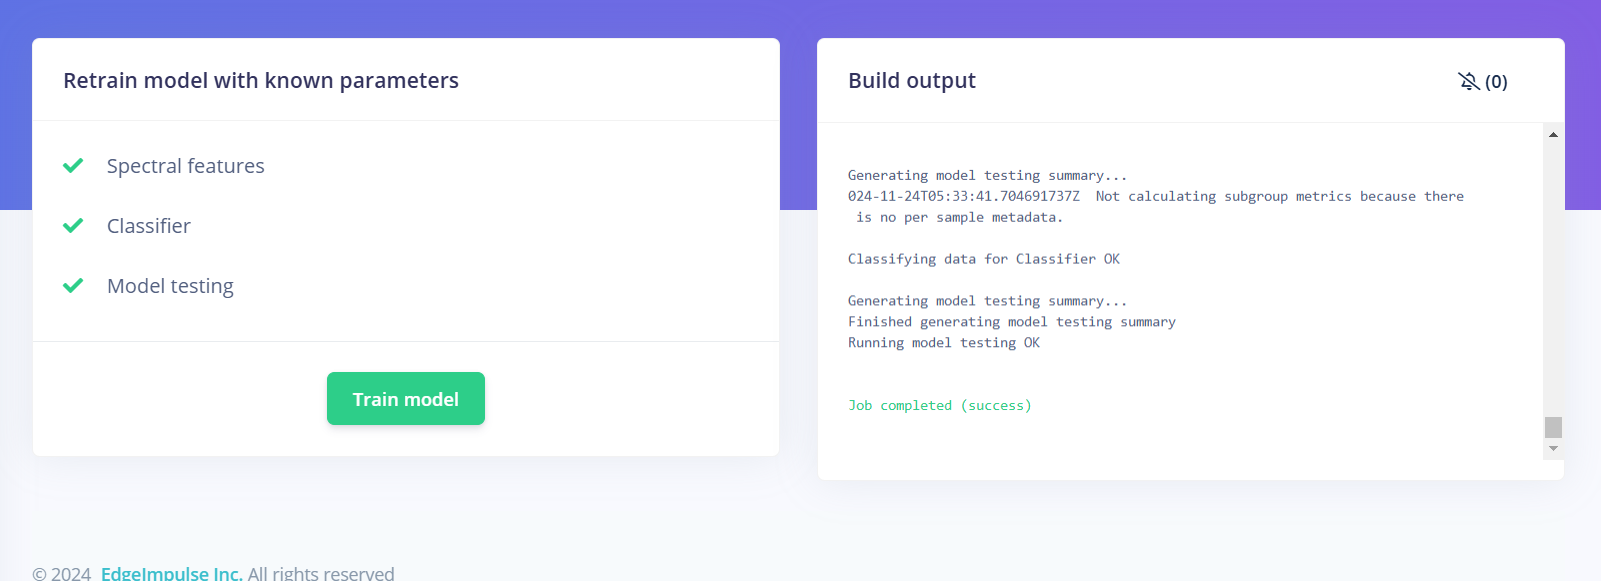 Retrain model with known parameters
Spectral features
Classifier
Model testing
Train model
Build output
(0)
Generating model testing summary...
024-11-24T05:33:41.704691737Z  Not calculating subgroup metrics because there
is no per sample metadata.
Classifying data for Classifier OK
Generating model testing summary...
Finished generating model testing summary
Running model testing OK
Job completed (success)
© 2024 EdgeImpulse Inc. All rights reserved